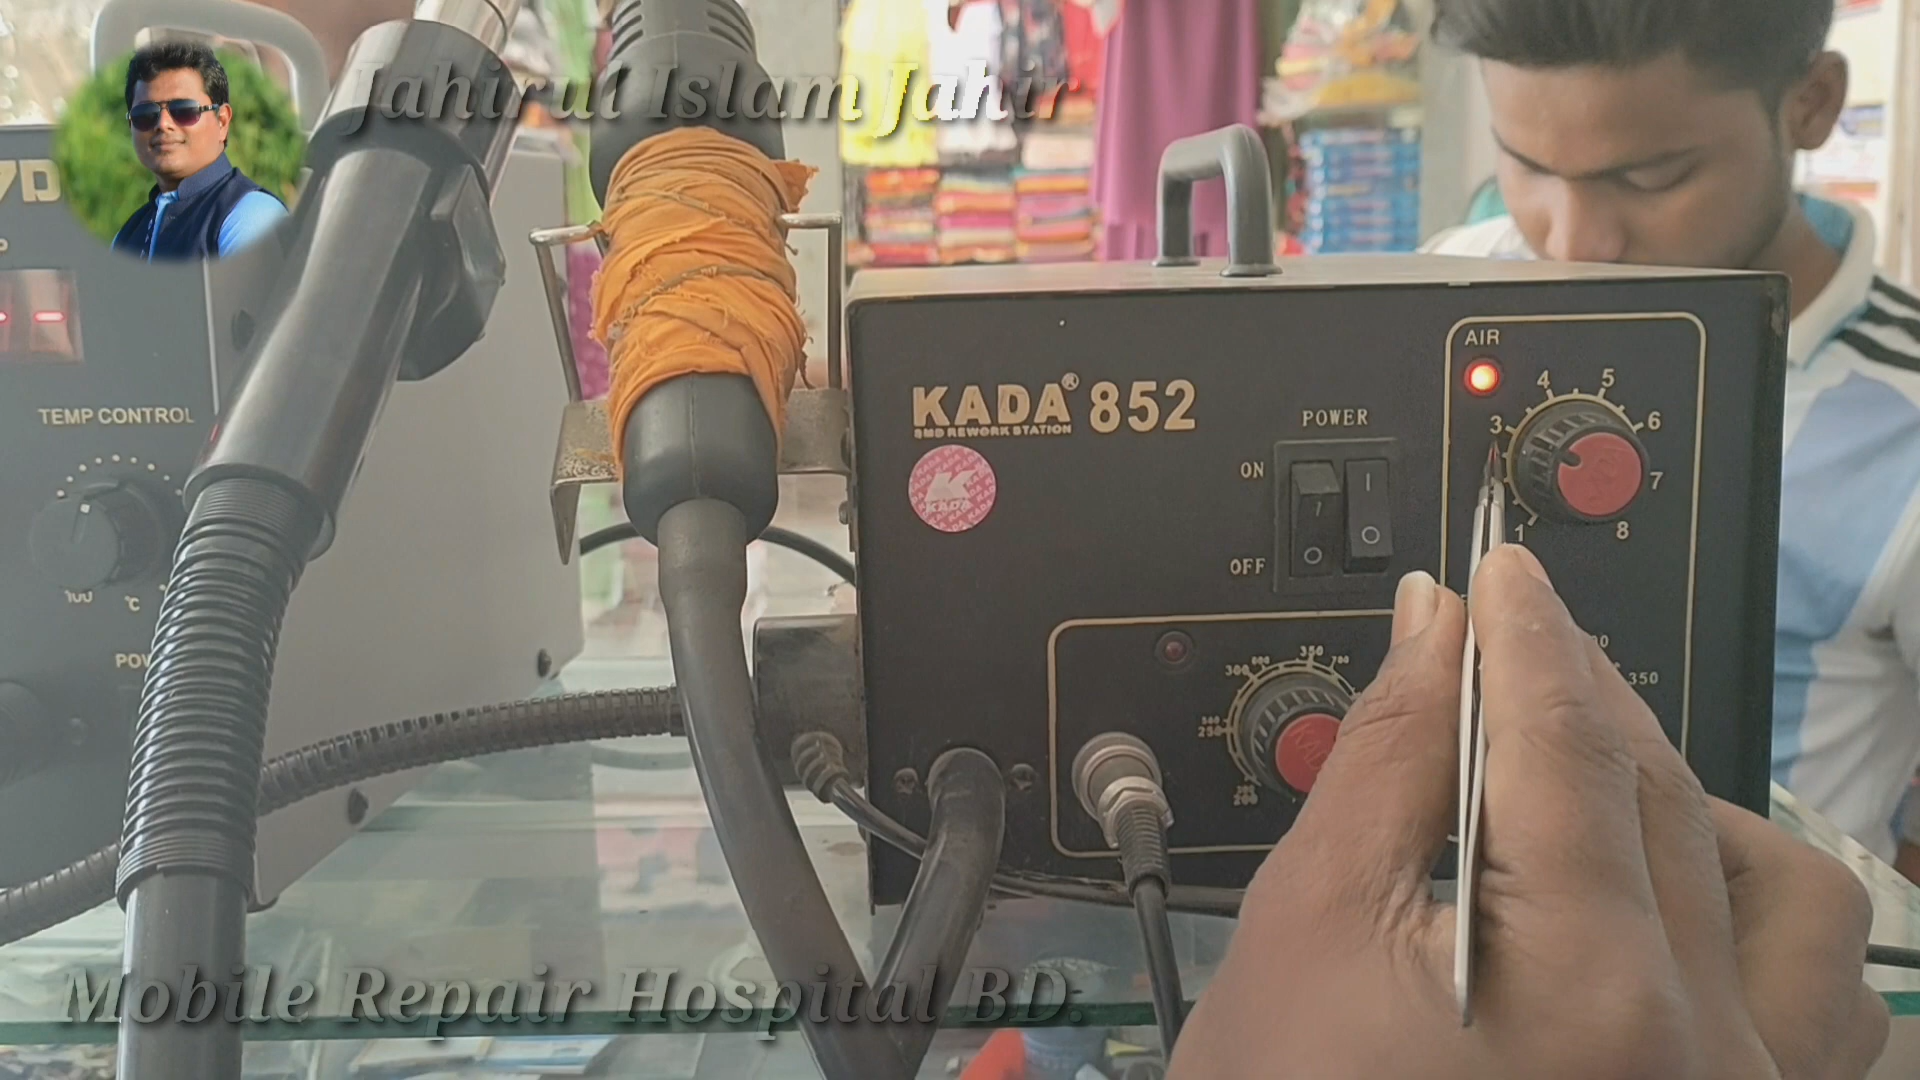 Jahirul Islam Jahir
7D
TEMP CONTROL
100
°C
KADA® 852
SMD REWORK STATION
KADA
POWER
ON
OFF
AIR
1
3
4
5
6
7
8
200
250
300
350
350
Mobile Repair Hospital BD.